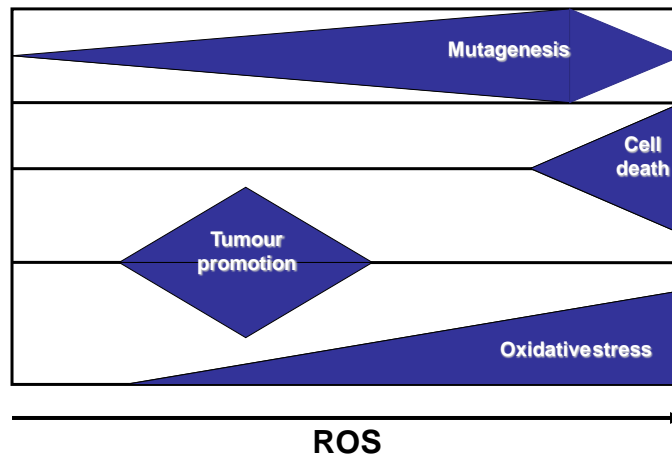 Mutagenesis
Cell
death
Tumour
promotion
Oxidativestress
ROS